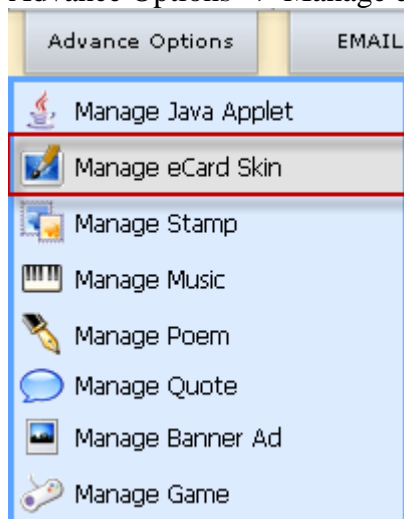 Advance Options EMAIL
Manage Java Applet
Manage eCard Skin
Manage Stamp
Manage Music
Manage Poem
Manage Quote
Manage Banner Ad
Manage Game